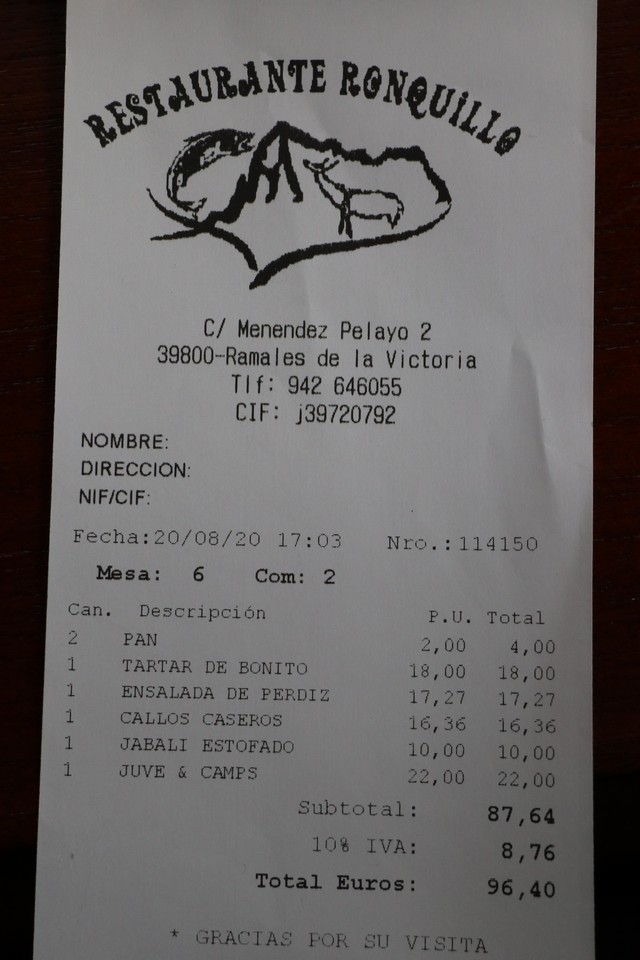 RESTAURANTE RONQUILLO
C/ Menendez Pelayo 2
39800-Ramales de la Victoria
Tlf: 942 646055
CIF: j39720792
NOMBRE:
DIRECCION:
NIF/CIF:
Fecha:20/08/20 17:03 Nro.:114150
Mesa: 6 Com: 2
Can. Descripción P.U. Total
2 PAN 2,00 4,00
1 TARTAR DE BONITO 18,00 18,00
1 ENSALADA DE PERDIZ 17,27 17,27
1 CALLOS CASEROS 16,36 16,36
1 JABALI ESTOFADO 10,00 10,00
1 JUVE & CAMPS 22,00 22,00
Subtotal: 87,64
10% IVA: 8,76
Total Euros: 96,40
* GRACIAS POR SU VISITA